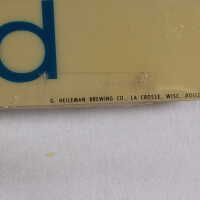 d
G. HEILEMAN BREWING CO., LA CROSSE, WISC.